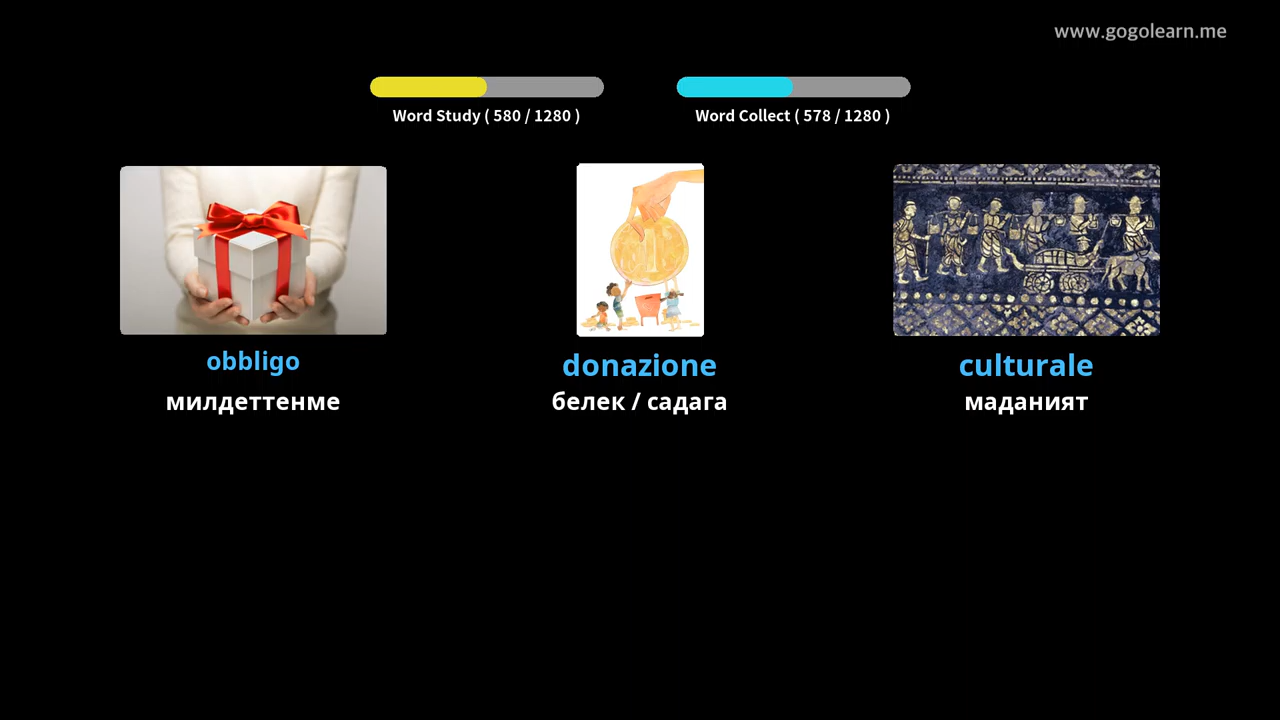 www.gogolearn.me
Word Study ( 580 / 1280 )
Word Collect ( 578 / 1280 )
obbligo
donazione
culturale
милдеттенме
белек / садага
маданият